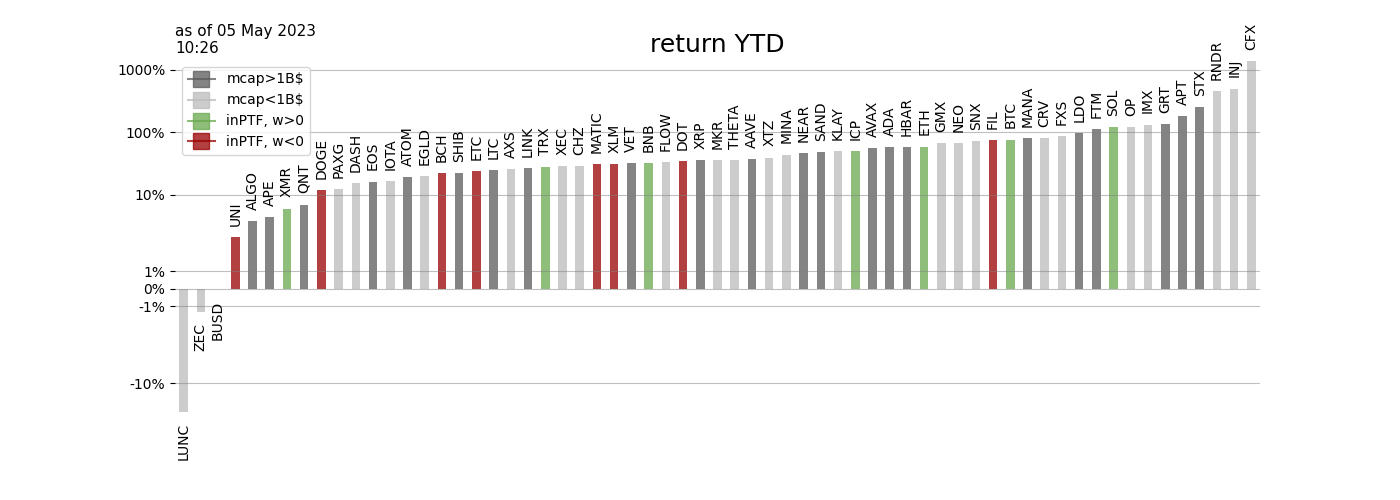 as of 05 May 2023
10:26
return YTD
1000%
100%
10%
1%
0%
-1%
-10%
mcap>1B$
mcap<1B$
inPTF, w>0
inPTF, w<0
LUNC
ZEC
BUSD
UNI
ALGO
APE
XMR
QNT
DOGE
PAXG
DASH
EOS
IOTA
ATOM
EGLD
BCH
SHIB
ETC
LTC
AXS
LINK
TRX
XEC
CHZ
MATIC
XLM
VET
BNB
FLOW
DOT
XRP
MKR
THETA
AAVE
XTZ
MINA
NEAR
SAND
KLAY
ICP
AVAX
ADA
HBAR
ETH
GMX
NEO
SNX
FIL
BTC
MANA
CRV
FXS
LDO
FTM
SOL
OP
IMX
GRT
APT
STX
RNDR
INJ
CFX